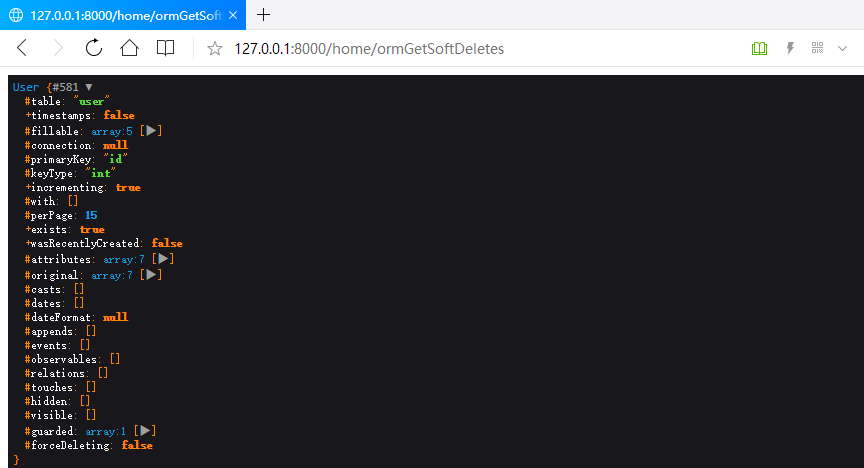 127.0.0.1:8000/home/ormGetSoft
127.0.0.1:8000/home/ormGetSoftDeletes
User {#581 ▼
#table: "user"
+timestamps: false
#fillable: array:5 [▶]
#connection: null
#primaryKey: "id"
#keyType: "int"
+incrementing: true
#with: []
#perPage: 15
+exists: true
+wasRecentlyCreated: false
#attributes: array:7 [▶]
#original: array:7 [▶]
#casts: []
#dates: []
#dateFormat: null
#appends: []
#events: []
#observables: []
#relations: []
#touches: []
#hidden: []
#visible: []
#guarded: array:1 [▶]
#forceDeleting: false
}